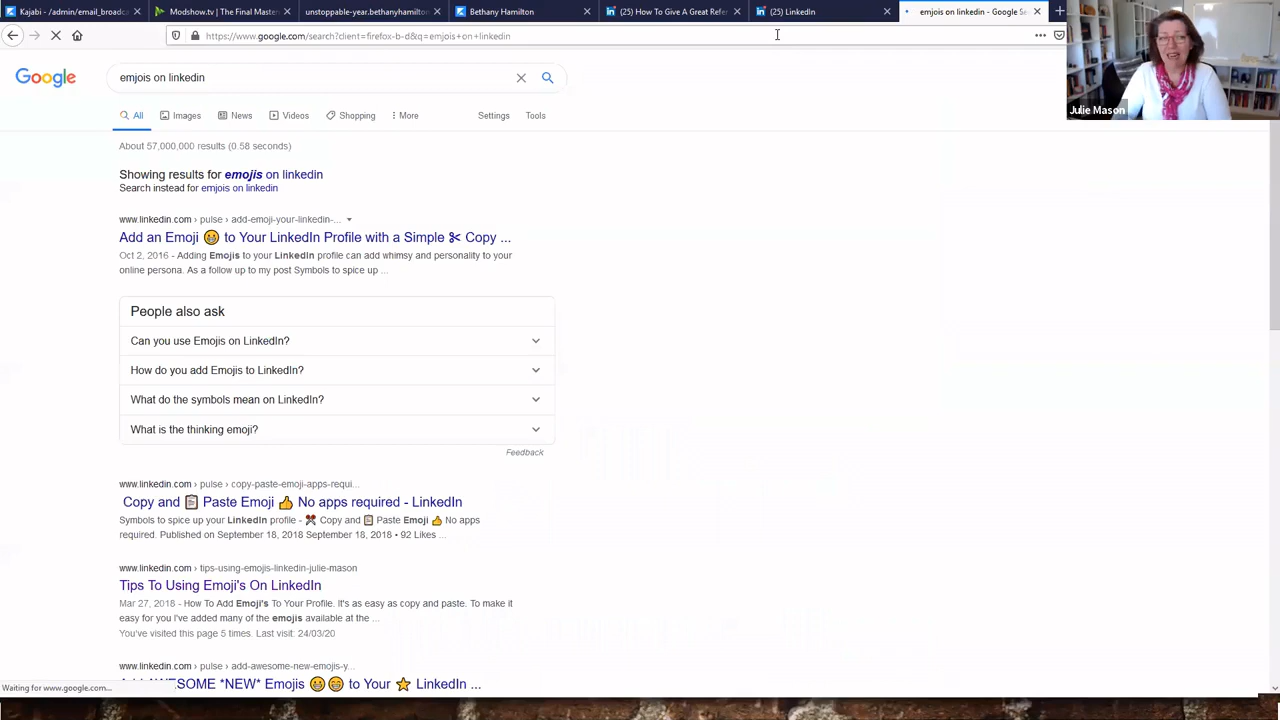 Kajabi - /admin/email_broadca
Modshow.tv | The Final Master
unstoppable-year.bethanyhamilton
Bethany Hamilton
(25) How To Give A Great Refer
(25) LinkedIn
emjois on linkedin - Google Se
https://www.google.com/search?client=firefox-b-d&q=emjois+on+linkedin
Julie Mason
Google
emjois on linkedin
All
Images
News
Videos
Shopping
More
Settings
Tools
About 57,000,000 results (0.58 seconds)
Showing results for emojis on linkedin
Search instead for emjois on linkedin
www.linkedin.com › pulse › add-emoji-your-linkedin-...
Add an Emoji 😀 to Your LinkedIn Profile with a Simple ✂ Copy ...
Oct 2, 2016 - Adding Emojis to your LinkedIn profile can add whimsy and personality to your
online persona. As a follow up to my post Symbols to spice up ...
People also ask
Can you use Emojis on LinkedIn?
How do you add Emojis to LinkedIn?
What do the symbols mean on LinkedIn?
What is the thinking emoji?
Feedback
www.linkedin.com › pulse › copy-paste-emoji-apps-requi...
Copy and 📋 Paste Emoji 👍 No apps required - LinkedIn
Symbols to spice up your LinkedIn profile - Copy and 📋 Paste Emoji 👍 No apps
required. Published on September 18, 2018 September 18, 2018 • 92 Likes ...
www.linkedin.com › tips-using-emojis-linkedin-julie-mason
Tips To Using Emoji's On LinkedIn
Mar 27, 2018 - How To Add Emoji's To Your Profile. It's as easy as copy and paste. To make it
easy for you I've added many of the emojis available at the ...
You've visited this page 5 times. Last visit: 24/03/20
www.linkedin.com › pulse › add-awesome-new-emojis-y...
AWESOME *NEW* Emojis 😀😁 to Your ⭐ LinkedIn ...
Waiting for www.google.com...